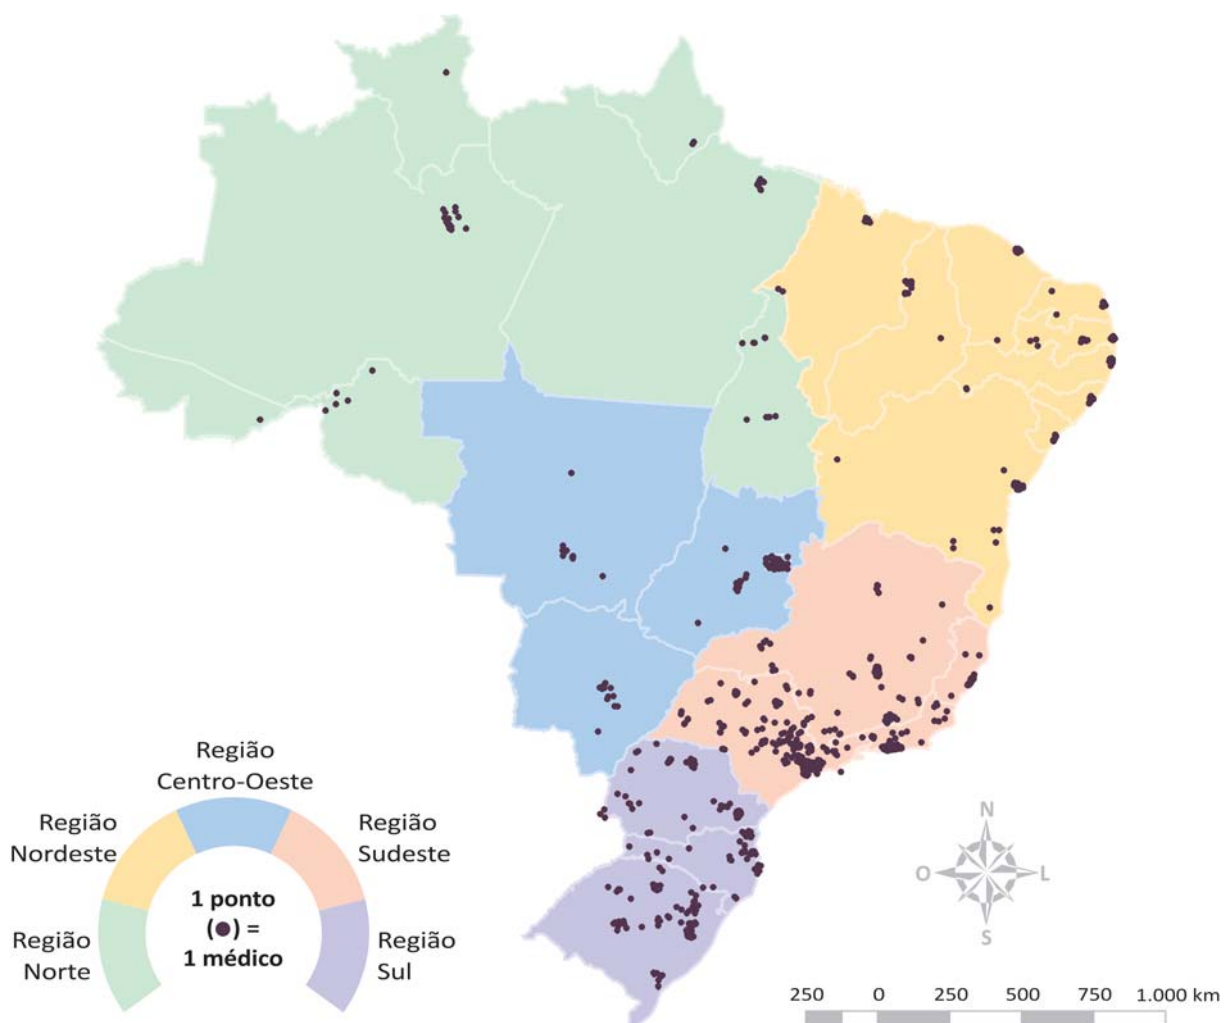 Região
Centro-Oeste
Região
Nordeste
Região
Sudeste
1 ponto
(●) =
1 médico
Região
Norte
Região
Sul
N
O
L
S
250 0 250 500 750 1.000 km